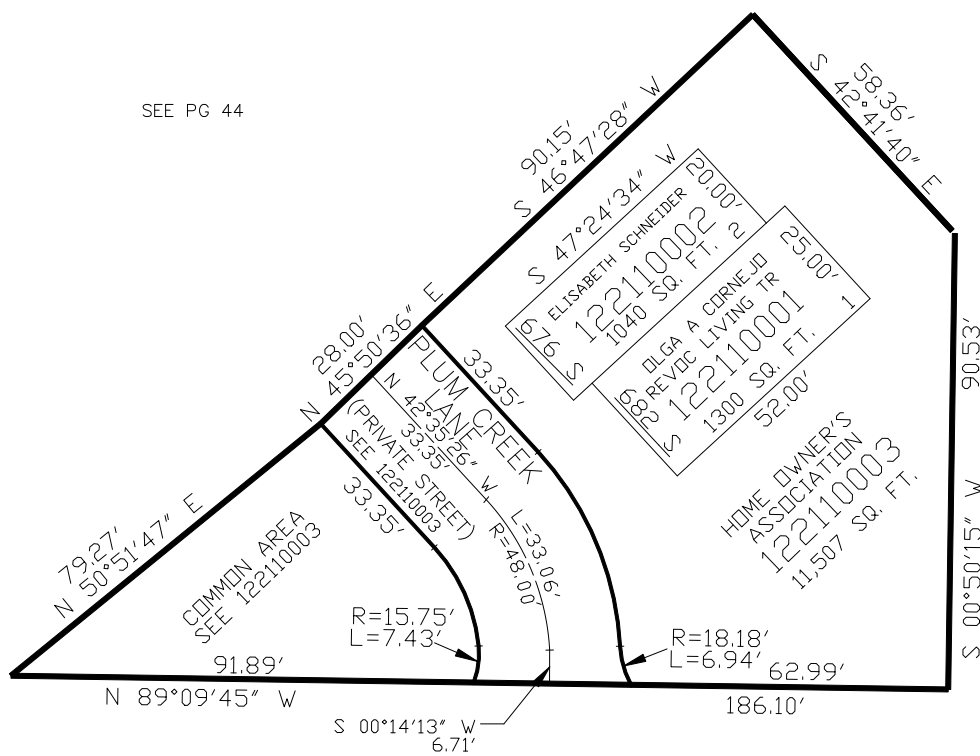 SEE PG 44
58.36'
S 42°41'40" E
90.15'
S 46°47'28" W
S 47°24'34" W
20.00'
ELISABETH SCHNEIDER
122110002
1040 SQ. FT. 2
676
S
25.00'
OLGA A CORNEJO
REVOC LIVING TR
122110001
1300 SQ. FT. 1
682
S
52.00'
90.53'
S 00°50'15" W
28.00'
N 45°50'36" E
33.35'
PLUM CREEK
LANE
N 42°35'26" W
33.35'
(PRIVATE STREET)
SEE 122110003
33.35'
L=33.06'
R=48.00'
HOME OWNER'S
ASSOCIATION
122110003
11,507 SQ. FT.
79.27'
N 50°51'47" E
COMMON AREA
SEE 122110003
R=15.75'
L=7.43'
R=18.18'
L=6.94'
91.89'
62.99'
N 89°09'45" W
186.10'
S 00°14'13" W
6.71'